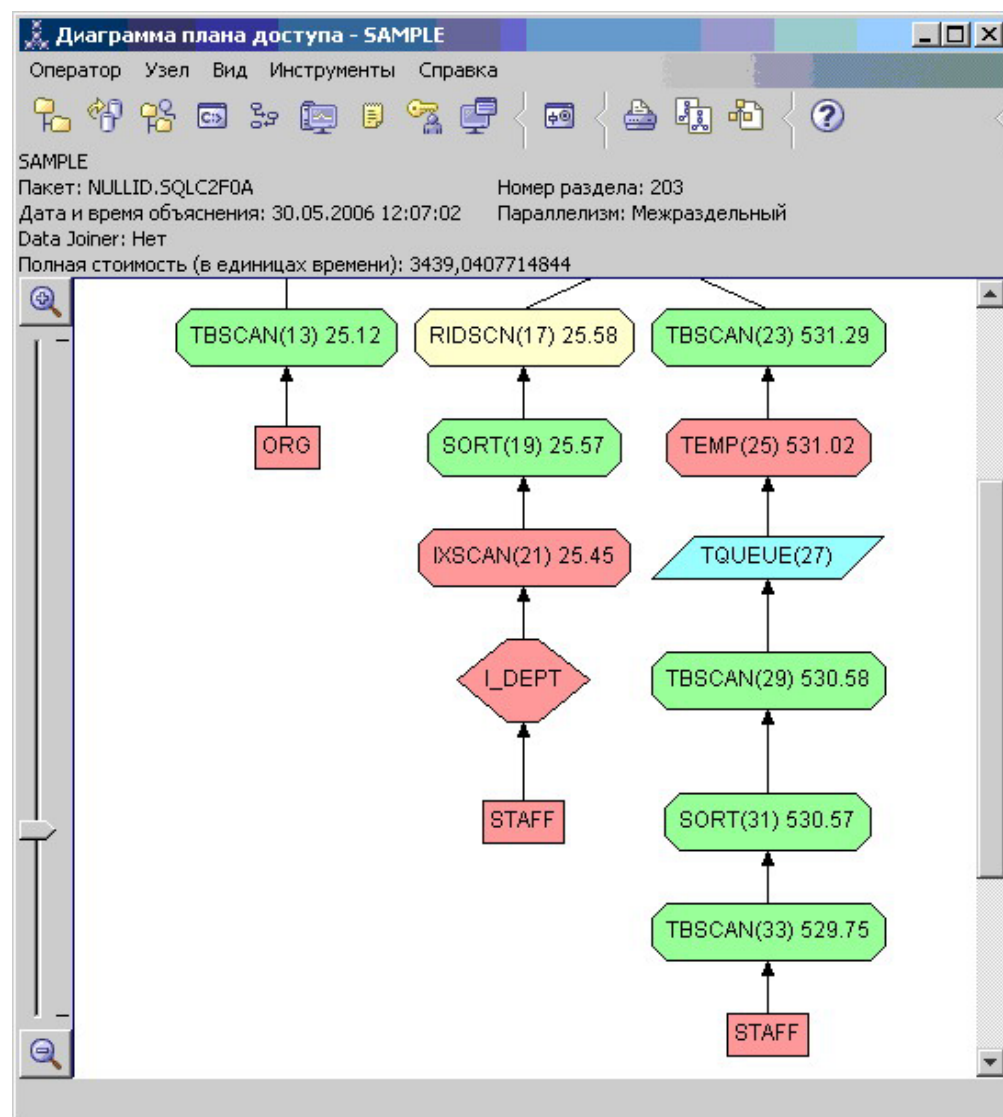 Диаграмма плана доступа - SAMPLE
Оператор Узел Вид Инструменты Справка
SAMPLE
Пакет: NULLID.SQLC2F0A Номер раздела: 203
Дата и время объяснения: 30.05.2006 12:07:02 Параллелизм: Межраздельный
Data Joiner: Нет
Полная стоимость (в единицах времени): 3439,0407714844
TBSCAN(13) 25.12 RIDSCN(17) 25.58 TBSCAN(23) 531.29
ORG SORT(19) 25.57 TEMP(25) 531.02
IXSCAN(21) 25.45 TQUEUE(27)
I_DEPT TBSCAN(29) 530.58
STAFF SORT(31) 530.57
TBSCAN(33) 529.75
STAFF